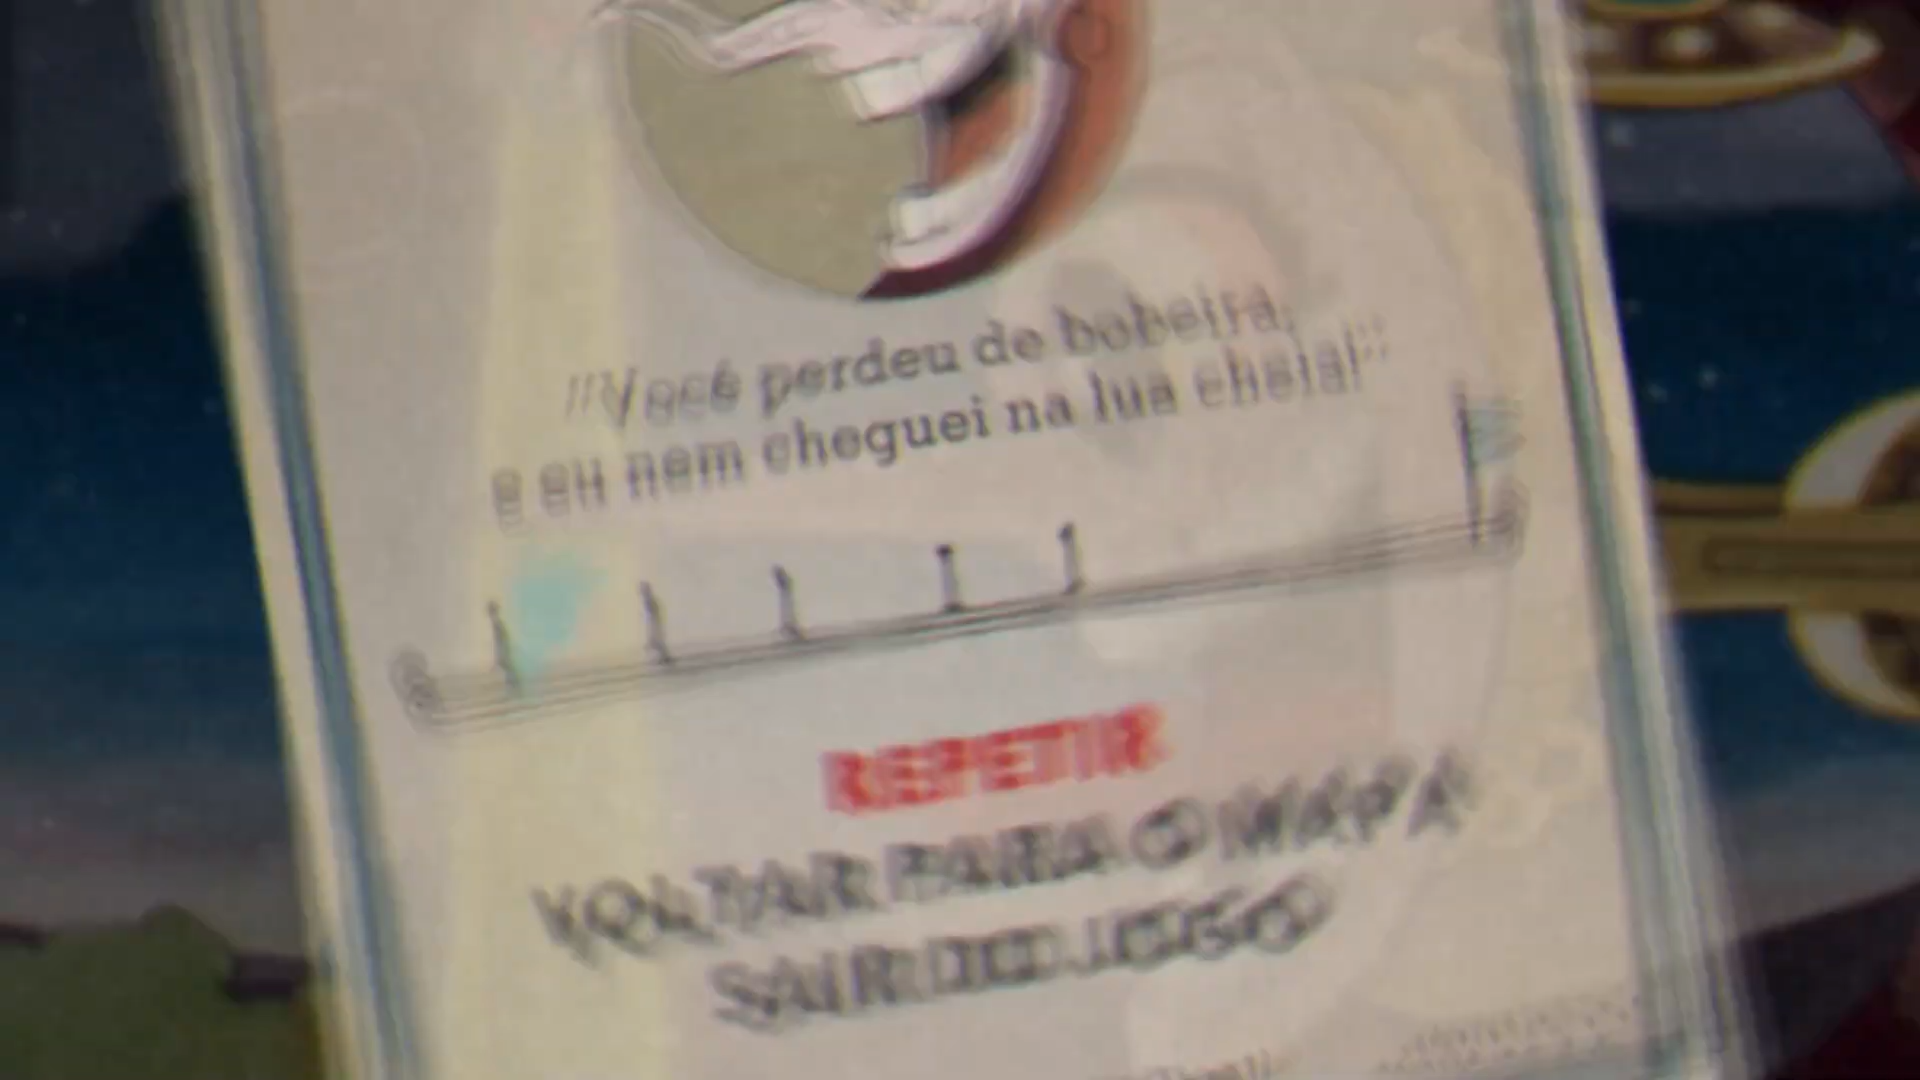 "Você perdeu de bobeira,
e eu nem cheguei na lua cheia!"
REPETIR
VOLTAR PARA O MAPA
SAIR DO JOGO